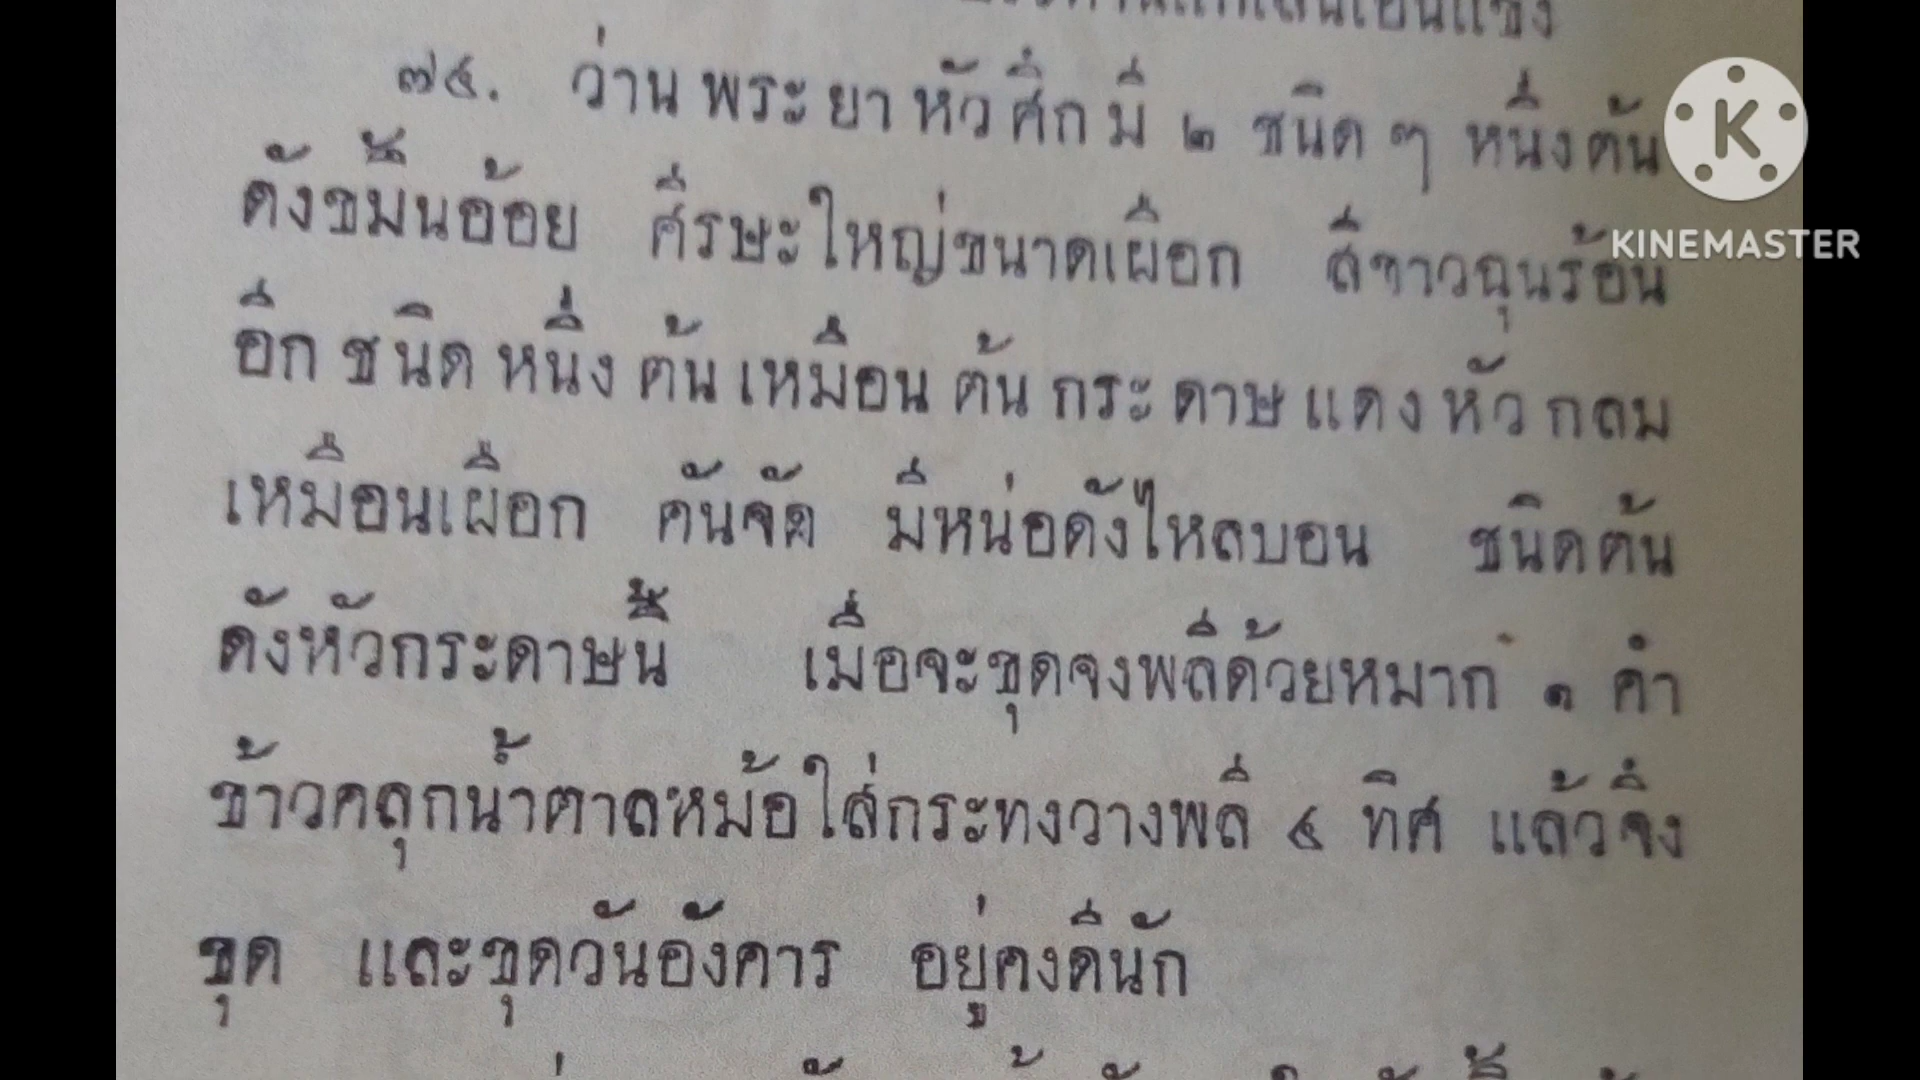 ๗๔. ว่านพระยาหัวศึกมี ๒ ชนิดๆ หนึ่งต้น
ดังขมิ้นอ้อย ศีรษะใหญ่ขนาดเผือก สีขาวฉุนร้อน
อีกชนิดหนึ่งต้นเหมือนต้นกระดาษแดงหัวกลม
เหมือนเผือก คันจัด มีหน่อดังไหลบอน ชนิดต้น
ดังหัวกระดาษนี้ เมื่อจะขุดจงพลีด้วยหมาก ๑ คำ
ข้าวคลุกน้ำตาลหม้อใส่กระทงวางพลี ๔ ทิศ แล้วจึง
ขุด และขุดวันอังคาร อยู่คงดีนัก
KINEMASTER